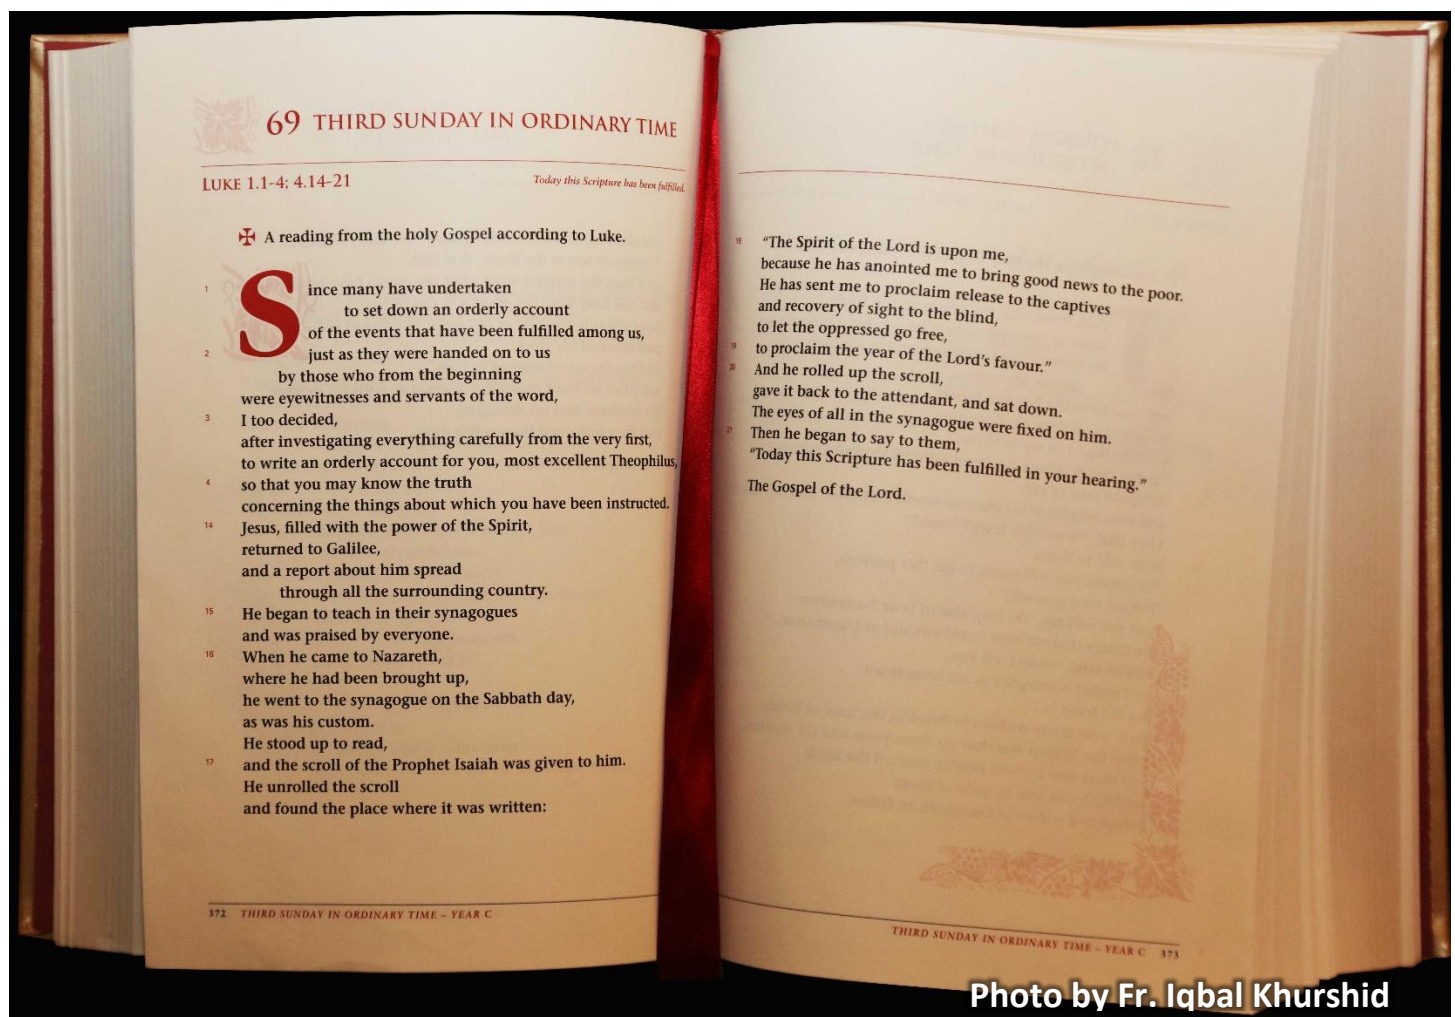 69 THIRD SUNDAY IN ORDINARY TIME
LUKE 1.1-4; 4.14-21 Today this Scripture has been fulfilled.
✠ A reading from the holy Gospel according to Luke.
1 Since many have undertaken
to set down an orderly account
of the events that have been fulfilled among us,
2 just as they were handed on to us
by those who from the beginning
were eyewitnesses and servants of the word,
3 I too decided,
after investigating everything carefully from the very first,
to write an orderly account for you, most excellent Theophilus,
4 so that you may know the truth
concerning the things about which you have been instructed.
14 Jesus, filled with the power of the Spirit,
returned to Galilee,
and a report about him spread
through all the surrounding country.
15 He began to teach in their synagogues
and was praised by everyone.
16 When he came to Nazareth,
where he had been brought up,
he went to the synagogue on the Sabbath day,
as was his custom.
He stood up to read,
17 and the scroll of the Prophet Isaiah was given to him.
He unrolled the scroll
and found the place where it was written:
372 THIRD SUNDAY IN ORDINARY TIME – YEAR C
18 “The Spirit of the Lord is upon me,
because he has anointed me to bring good news to the poor.
He has sent me to proclaim release to the captives
and recovery of sight to the blind,
to let the oppressed go free,
19 to proclaim the year of the Lord’s favour.”
20 And he rolled up the scroll,
gave it back to the attendant, and sat down.
The eyes of all in the synagogue were fixed on him.
21 Then he began to say to them,
“Today this Scripture has been fulfilled in your hearing.”
The Gospel of the Lord.
THIRD SUNDAY IN ORDINARY TIME – YEAR C 373
Photo by Fr. Iqbal Khurshid